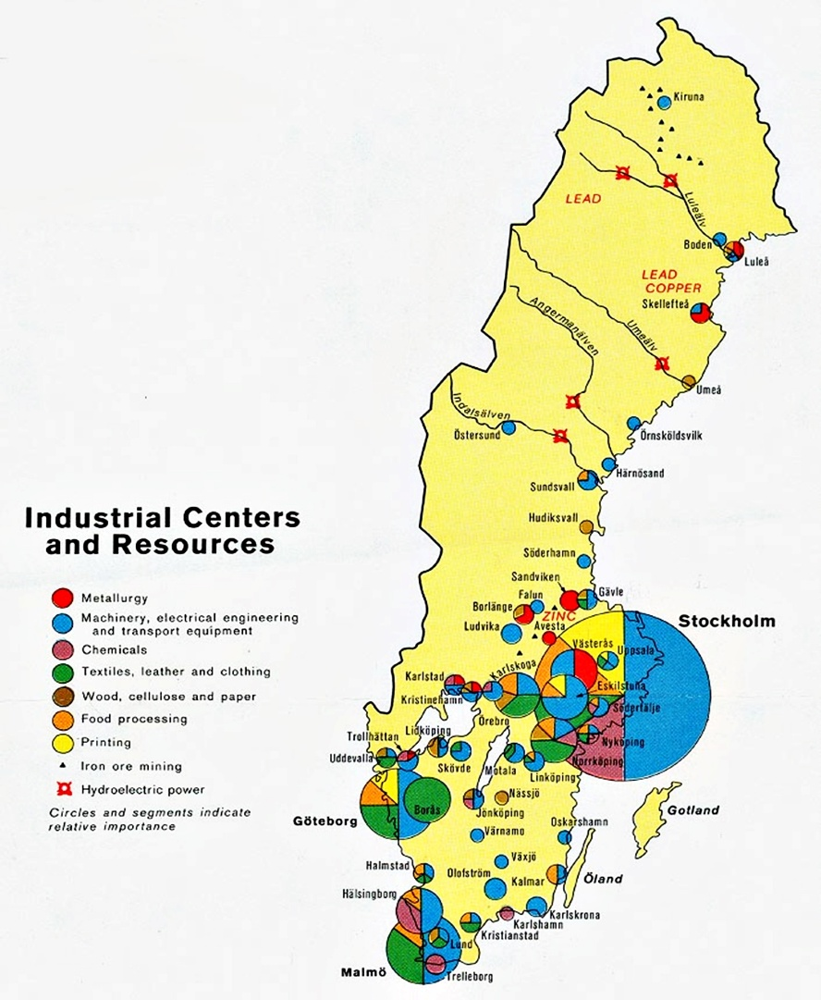 Kiruna
LEAD
Luleälv
Boden
Luleå
LEAD
COPPER
Skellefteå
Angermanälven
Umeälv
Umeå
Indalsälven
Östersund
Örnsköldsvik
Härnösand
Sundsvall
Hudiksvall
Söderhamn
Sandviken
Gävle
Falun
Borlänge
ZINC
Ludvika
Avesta
Stockholm
Västerås
Uppsala
Karlskoga
Karlstad
Eskilstuna
Kristinehamn
Södertälje
Örebro
Lidköping
Trollhättan
Nyköping
Uddevalla
Skövde
Motala
Norrköping
Linköping
Nässjö
Borås
Jönköping
Göteborg
Gotland
Oskarshamn
Värnamo
Växjö
Halmstad
Olofström
Kalmar
Öland
Hälsingborg
Karlskrona
Karlshamn
Kristianstad
Lund
Malmö
Trelleborg
Industrial Centers
and Resources
Metallurgy
Machinery, electrical engineering
and transport equipment
Chemicals
Textiles, leather and clothing
Wood, cellulose and paper
Food processing
Printing
Iron ore mining
Hydroelectric power
Circles and segments indicate
relative importance